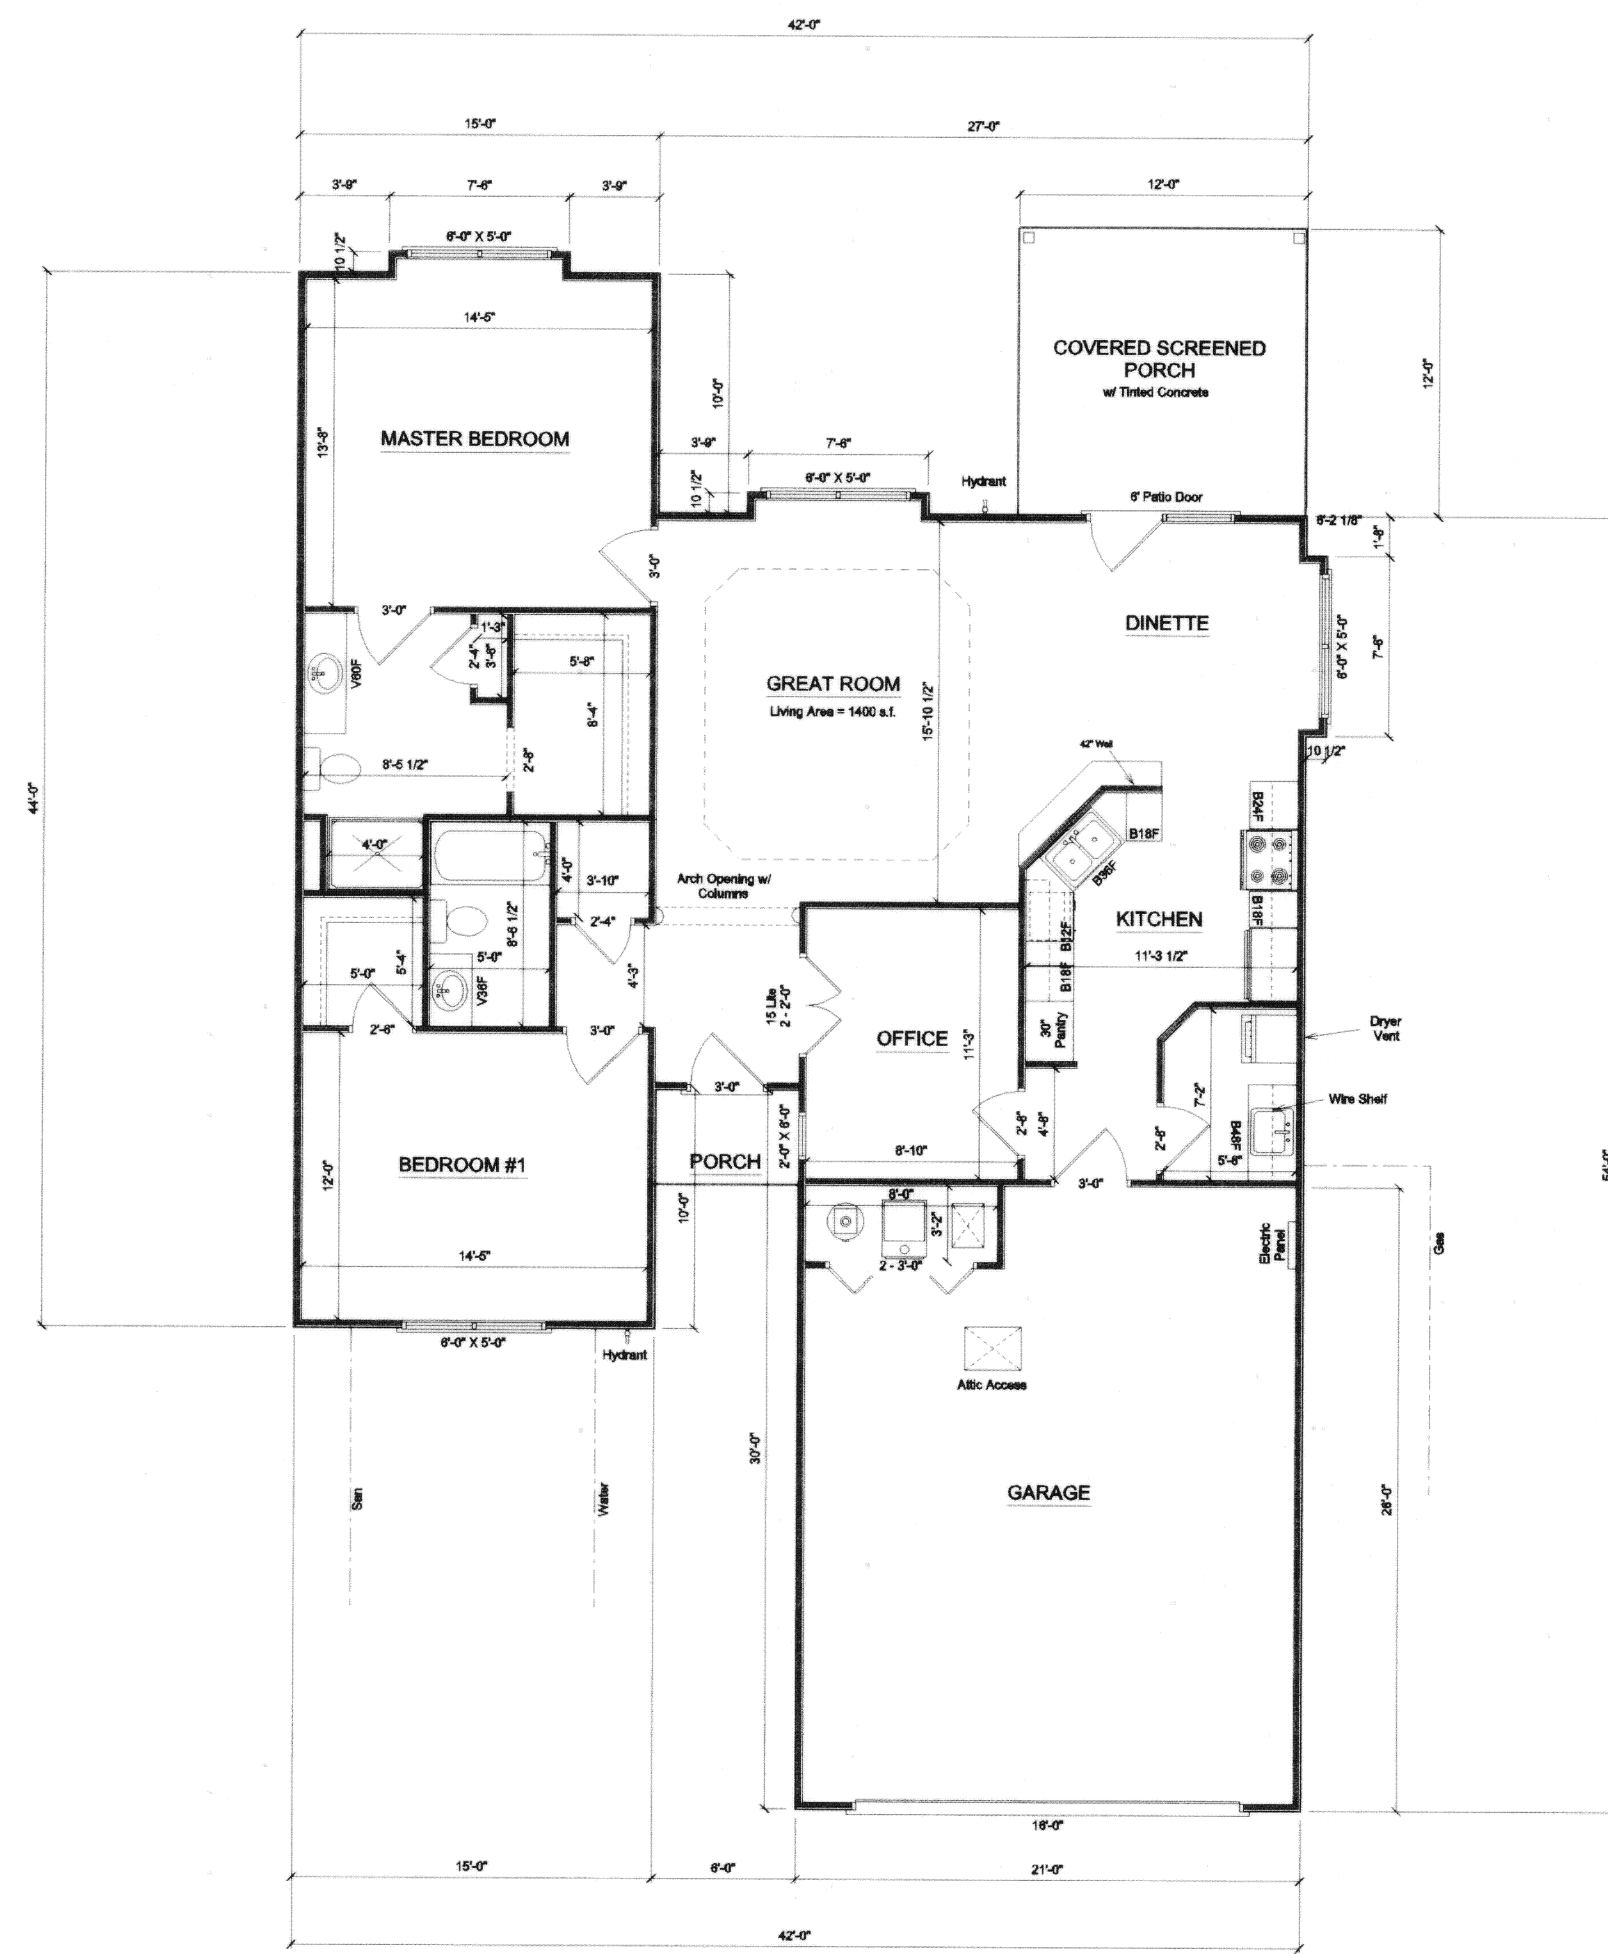 42'-0"
15'-0"
27'-0"
3'-9"
7'-6"
3'-9"
12'-0"
10 1/2"
6'-0" X 5'-0"
14'-5"
10'-0"
COVERED SCREENED
PORCH
w/ Tinted Concrete
12'-0"
13'-8"
MASTER BEDROOM
3'-9"
7'-6"
10 1/2"
6'-0" X 5'-0"
Hydrant
6' Patio Door
6'-2 1/8"
1'-8"
3'-0"
3'-0"
DINETTE
6'-0" X 5'-0"
7'-6"
1'-3"
2'-4"
3'-6"
5'-8"
V60F
GREAT ROOM
Living Area = 1400 s.f.
15'-10 1/2"
8'-4"
42" Wall
10 1/2"
8'-5 1/2"
2'-8"
44'-0"
B24F
B18F
4'-0"
4'-0"
3'-10"
Arch Opening w/
Columns
B36F
2'-4"
8'-6 1/2"
KITCHEN
B18F
B12F
5'-4"
5'-0"
5'-0"
V36F
4'-3"
11'-3 1/2"
B18F
15 Lite
2 - 2'-0"
2'-6"
3'-0"
OFFICE
11'-3"
30"
Pantry
Dryer
Vent
3'-0"
7'-2"
Wire Shelf
2'-0" X 6'-0"
2'-8"
4'-8"
2'-8"
B48F
12'-0"
BEDROOM #1
PORCH
8'-10"
5'-8"
54'-0"
10'-0"
8'-0"
3'-0"
3'-2"
Electric
Panel
Gas
14'-5"
2 - 3'-0"
6'-0" X 5'-0"
Hydrant
Attic Access
30'-0"
San
Water
GARAGE
26'-0"
16'-0"
15'-0"
6'-0"
21'-0"
42'-0"